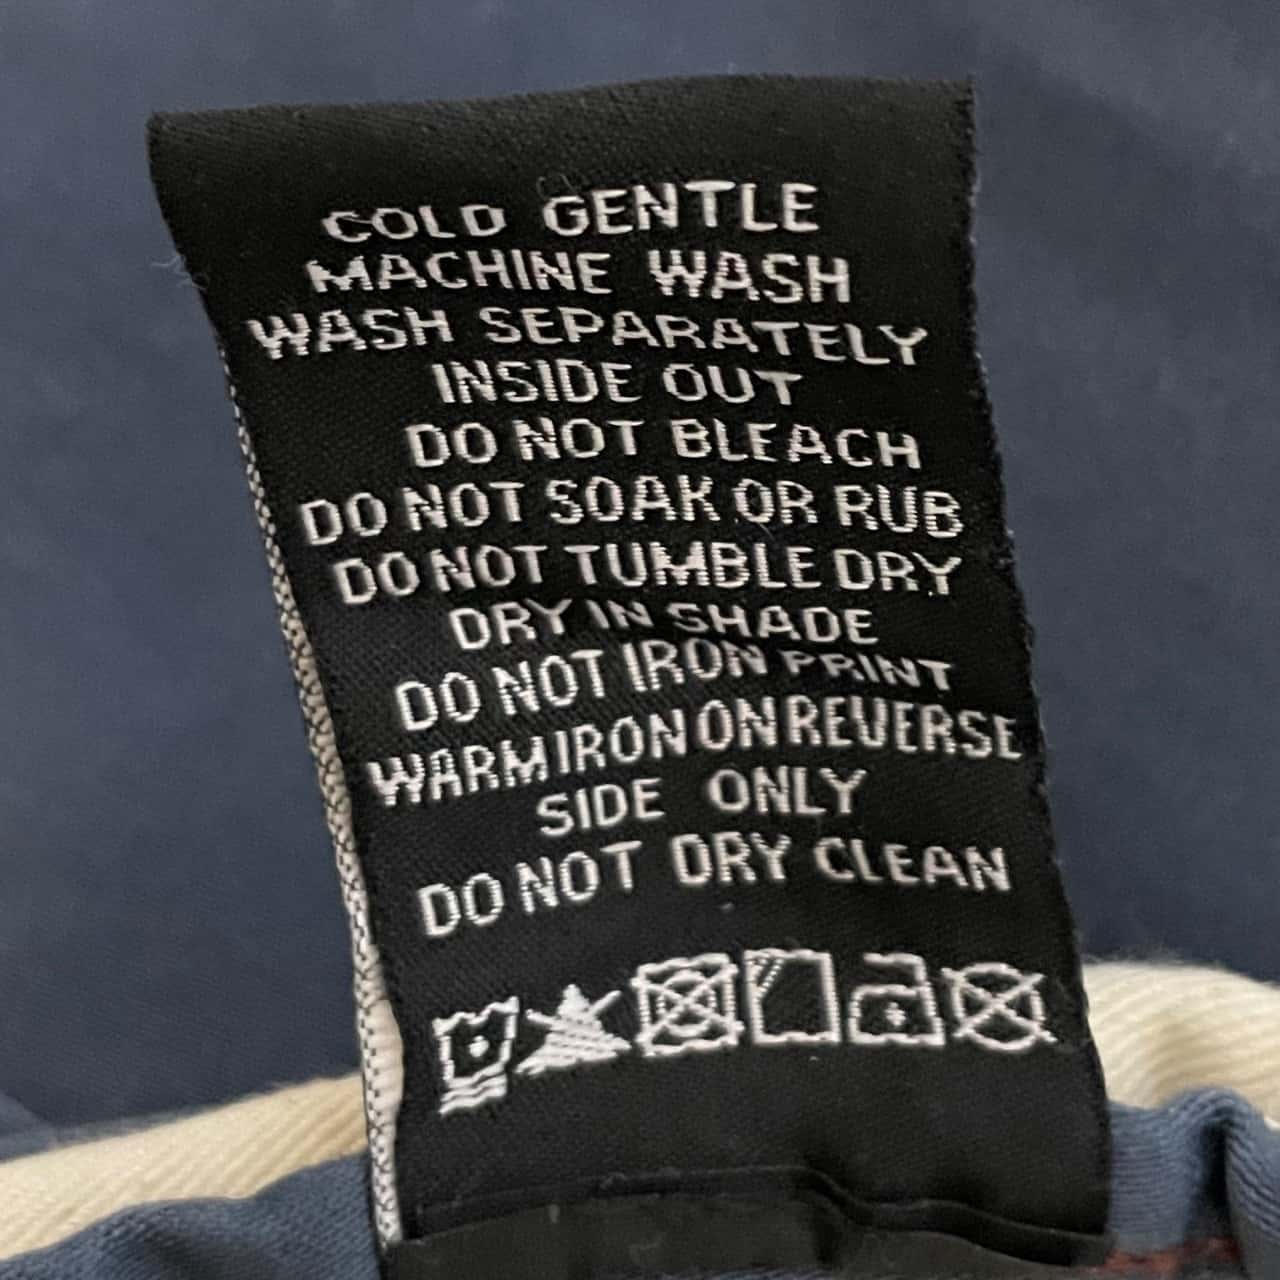 COLD GENTLE
MACHINE WASH
WASH SEPARATELY
INSIDE OUT
DO NOT BLEACH
DO NOT SOAK OR RUB
DO NOT TUMBLE DRY
DRY IN SHADE
DO NOT IRON PRINT
WARM IRON ON REVERSE
SIDE ONLY
DO NOT DRY CLEAN